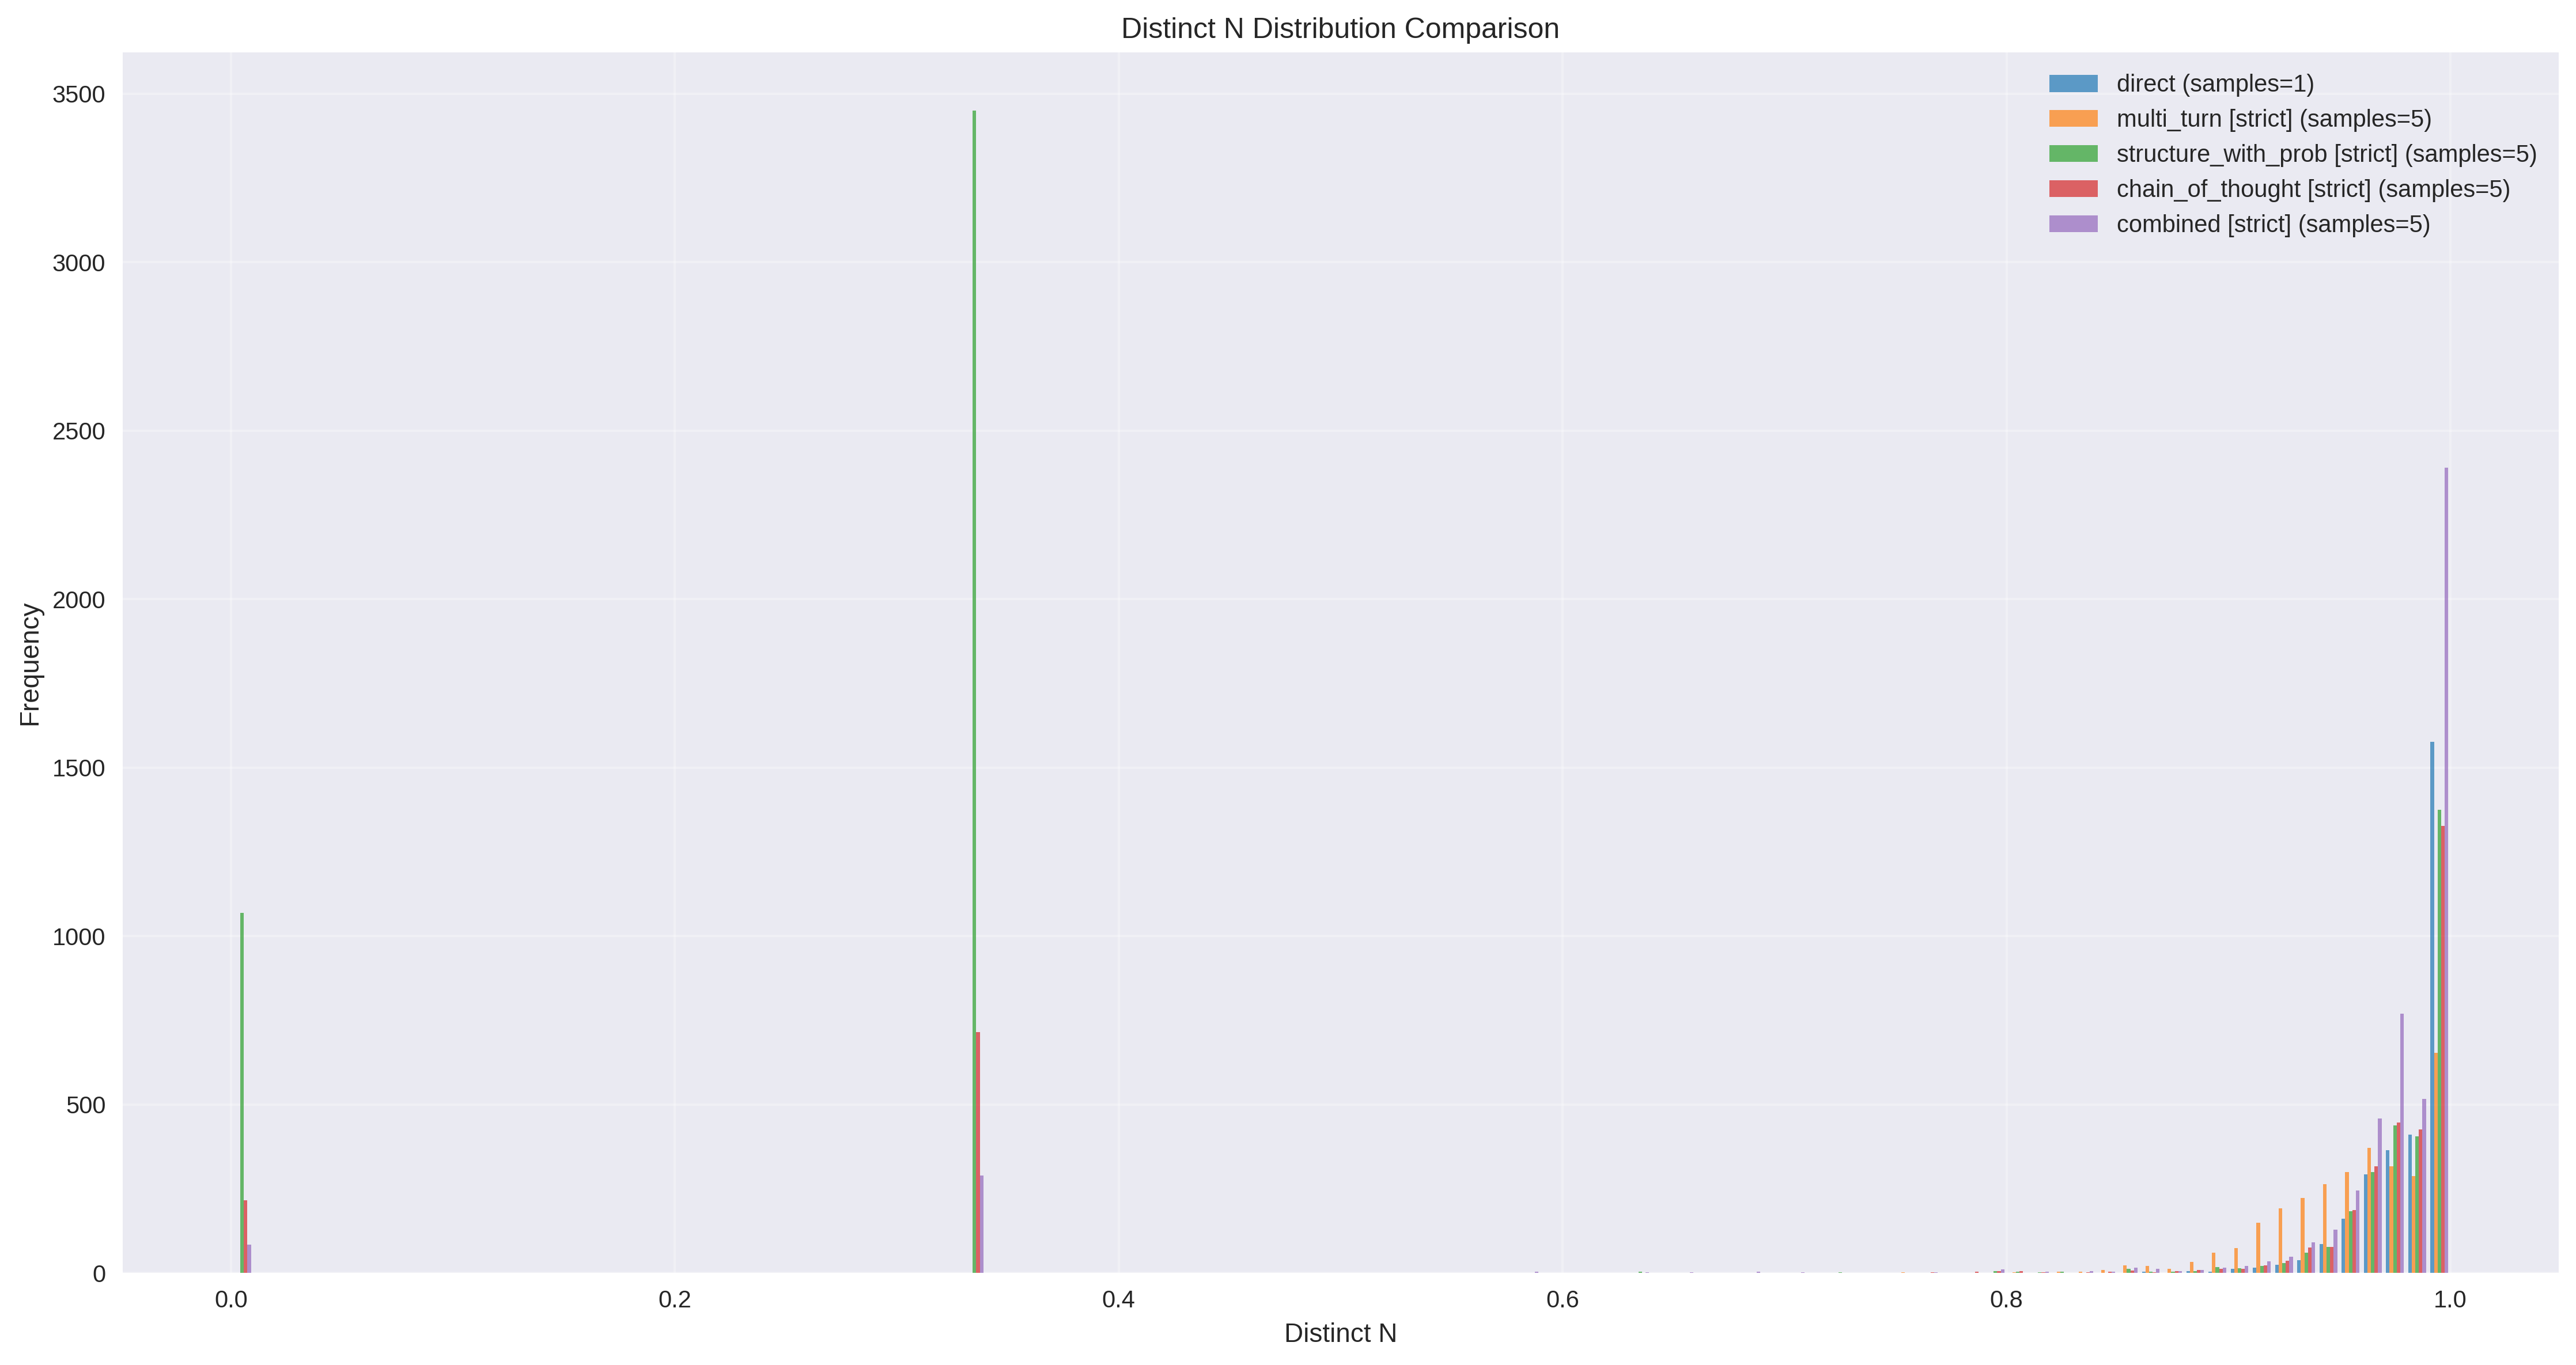 Distinct N Distribution Comparison
direct (samples=1)
multi_turn [strict] (samples=5)
structure_with_prob [strict] (samples=5)
chain_of_thought [strict] (samples=5)
combined [strict] (samples=5)
3500
3000
2500
2000
1500
1000
500
0
Frequency
0.0
0.2
0.4
0.6
0.8
1.0
Distinct N